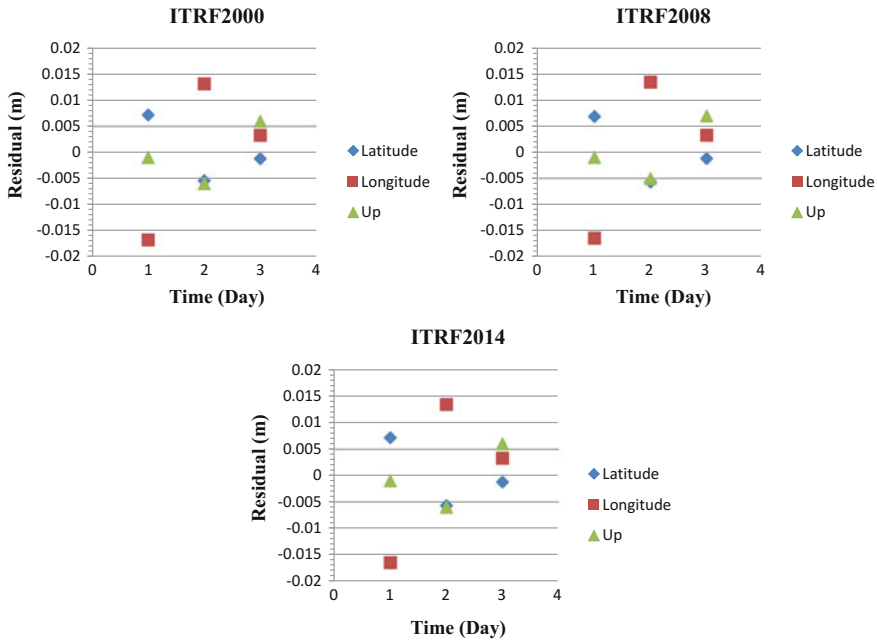 ITRF2000
0.02
0.015
0.01
0.005
0
-0.005
-0.01
-0.015
-0.02
Residual (m)
0 1 2 3 4
Time (Day)
Latitude
Longitude
Up
ITRF2008
0.02
0.015
0.01
0.005
0
-0.005
-0.01
-0.015
-0.02
Residual (m)
0 1 2 3 4
Time (Day)
Latitude
Longitude
Up
ITRF2014
0.02
0.015
0.01
0.005
0
-0.005
-0.01
-0.015
-0.02
Residual (m)
0 1 2 3 4
Time (Day)
Latitude
Longitude
Up